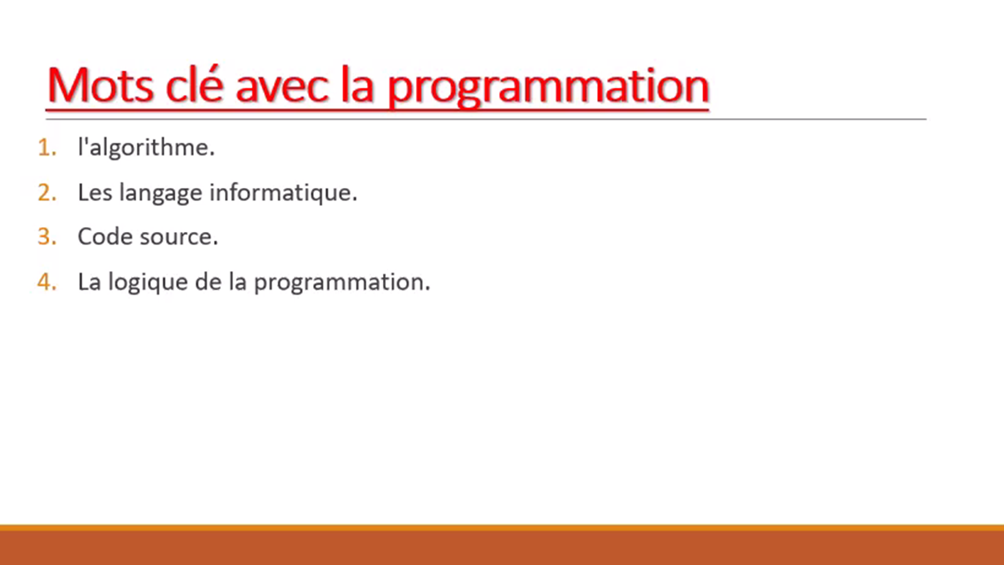 Mots clé avec la programmation
1. l'algorithme.
2. Les langage informatique.
3. Code source.
4. La logique de la programmation.